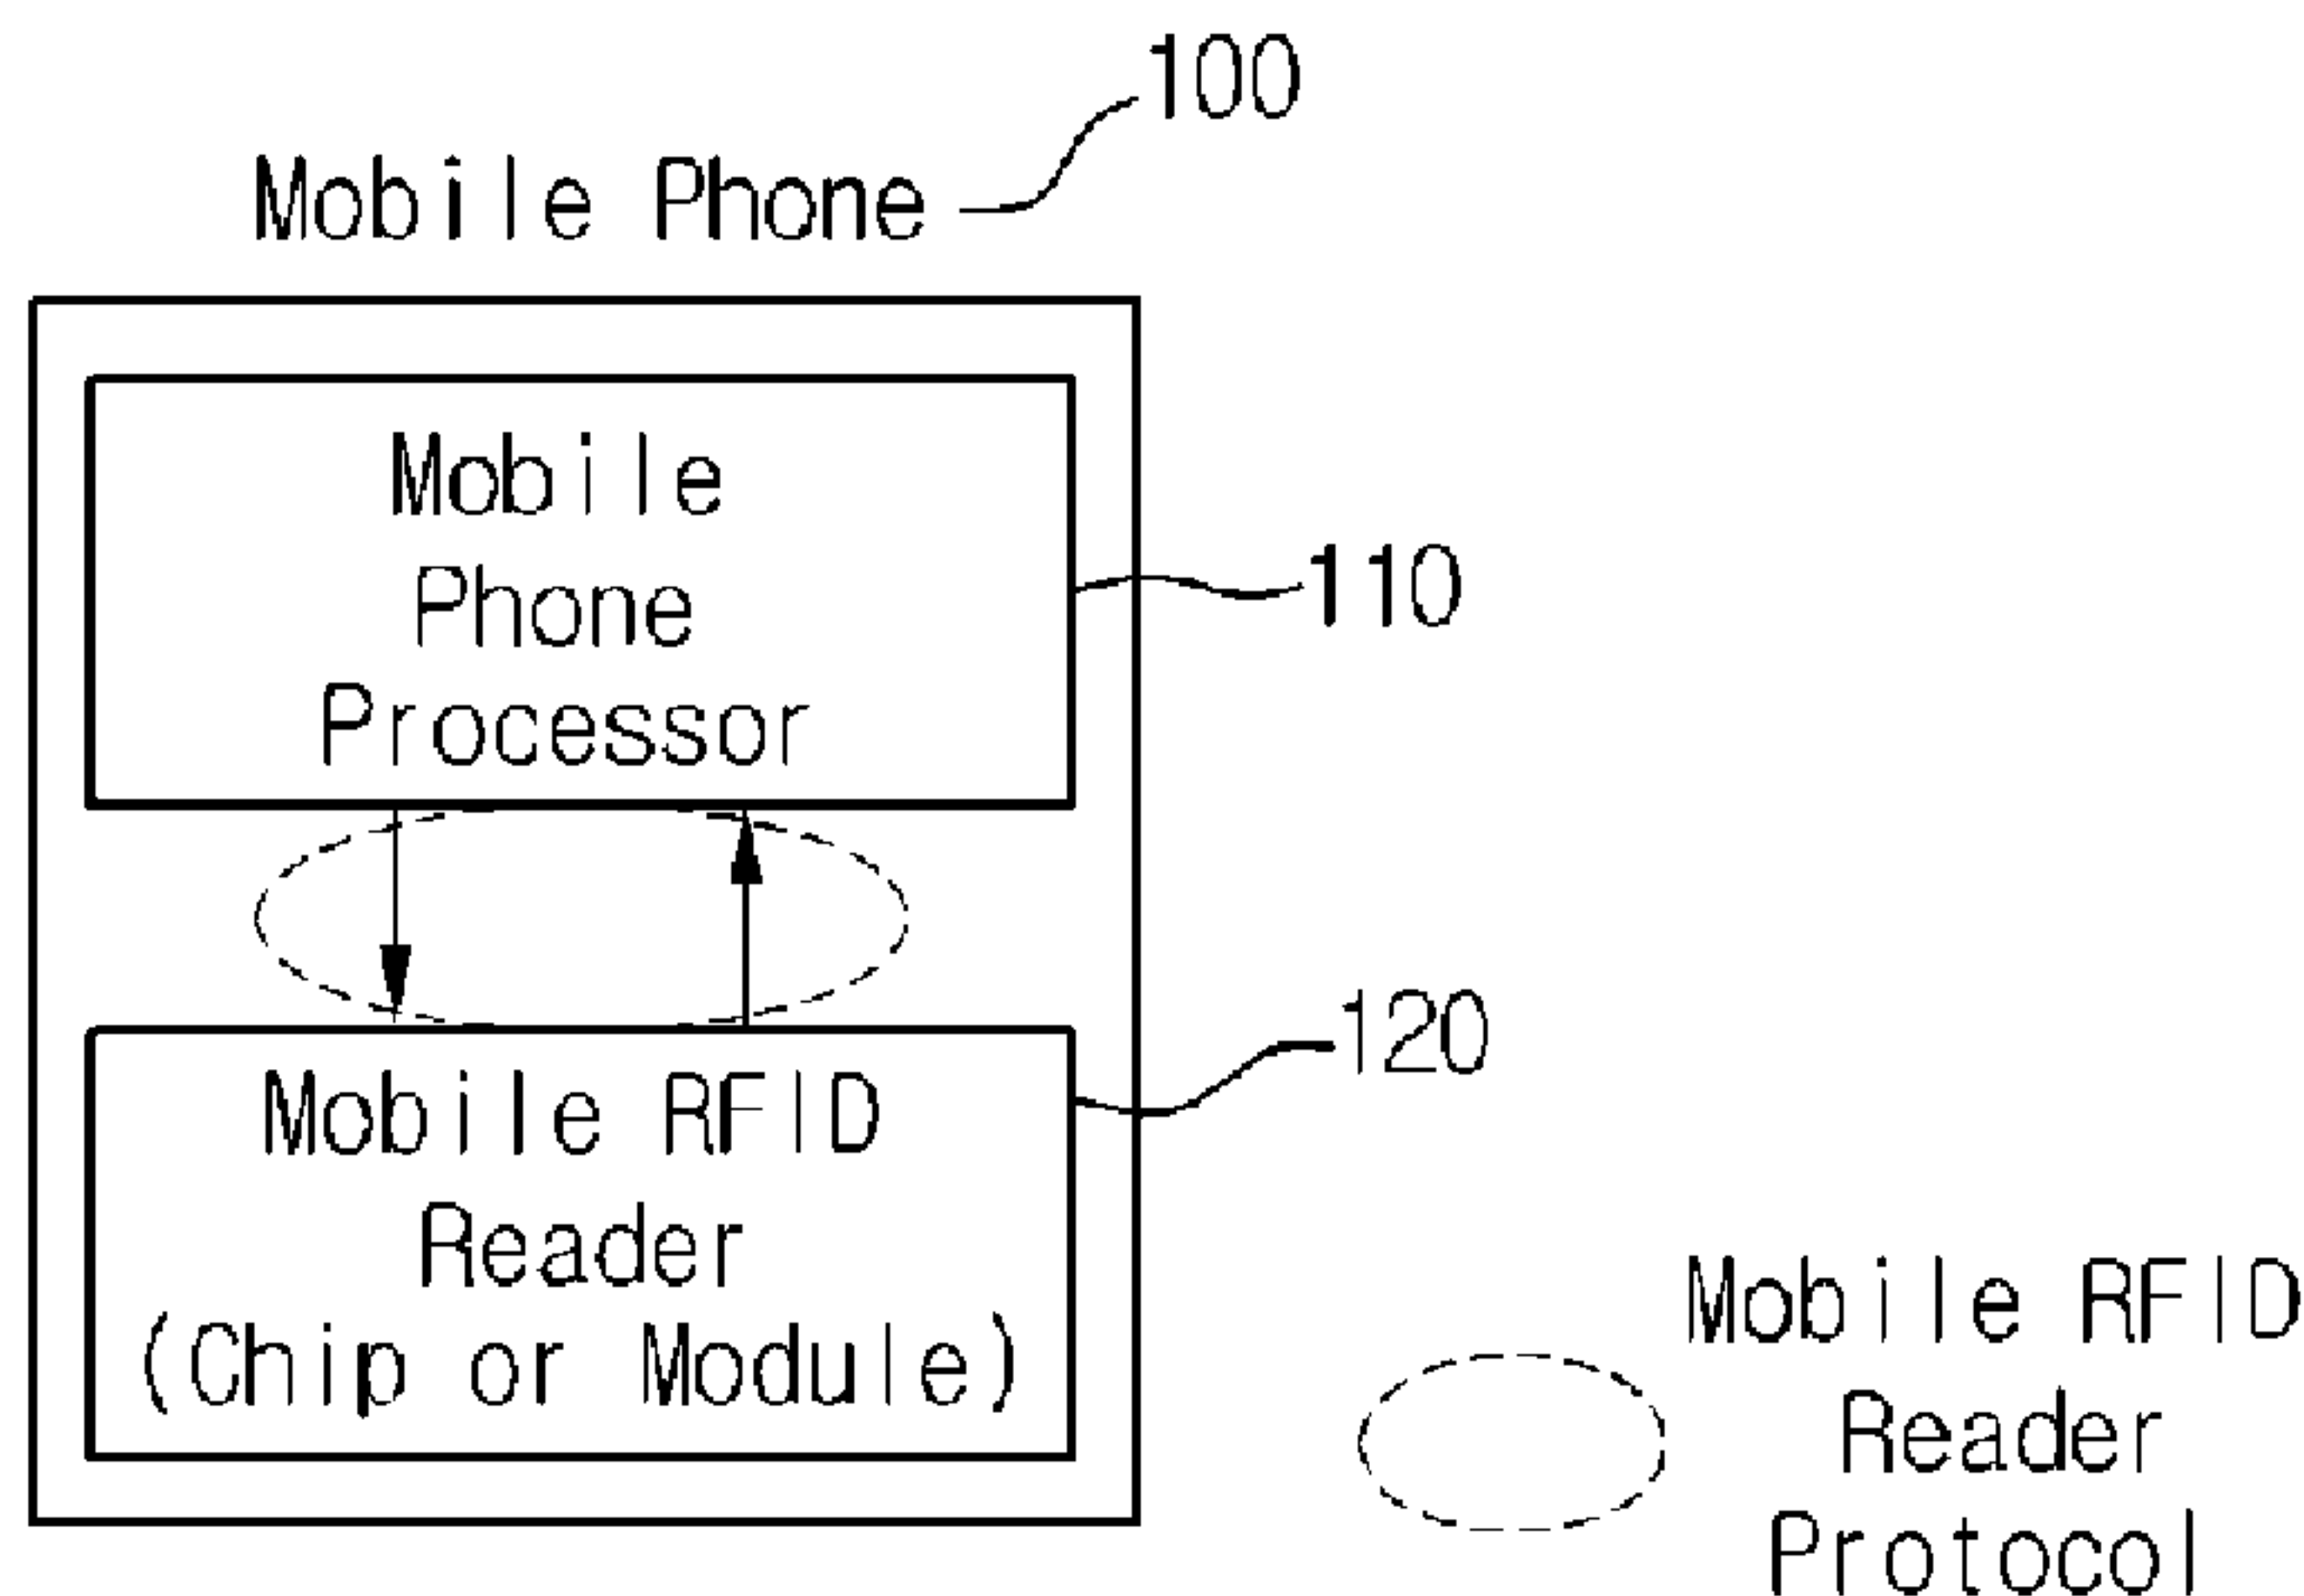 100
Mobile Phone
Mobile
Phone
Processor
110
120
Mobile RFID
Reader
(Chip or Module)
Mobile RFID
Reader
Protocol